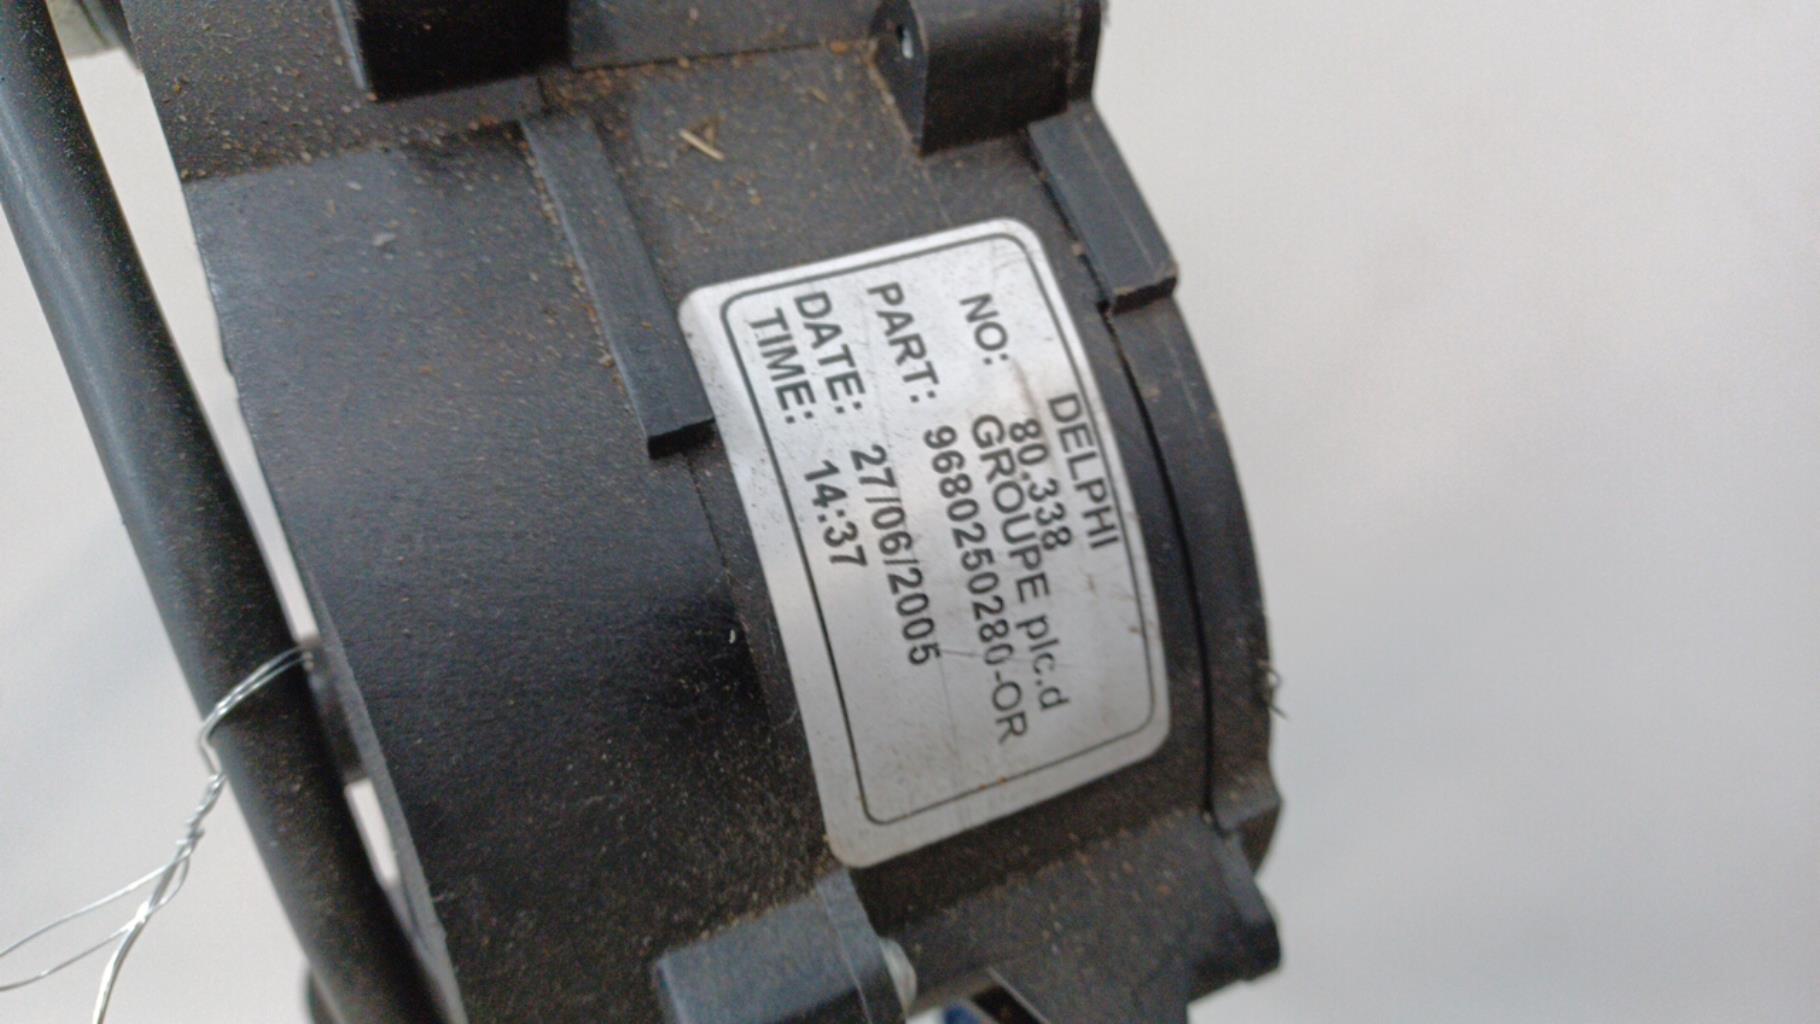 DELPHI
NO: 80.338
GROUPE plc.d
PART: 9680250280-OR
DATE: 27/06/2005
TIME: 14:37